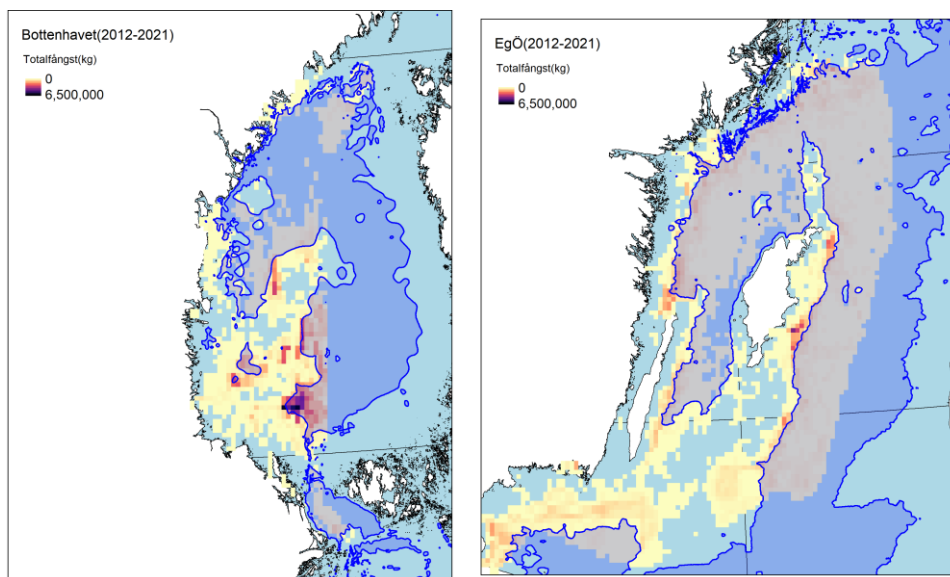 Bottenhavet(2012-2021)
Totalfångst(kg)
0
6,500,000
EgÖ(2012-2021)
Totalfångst(kg)
0
6,500,000